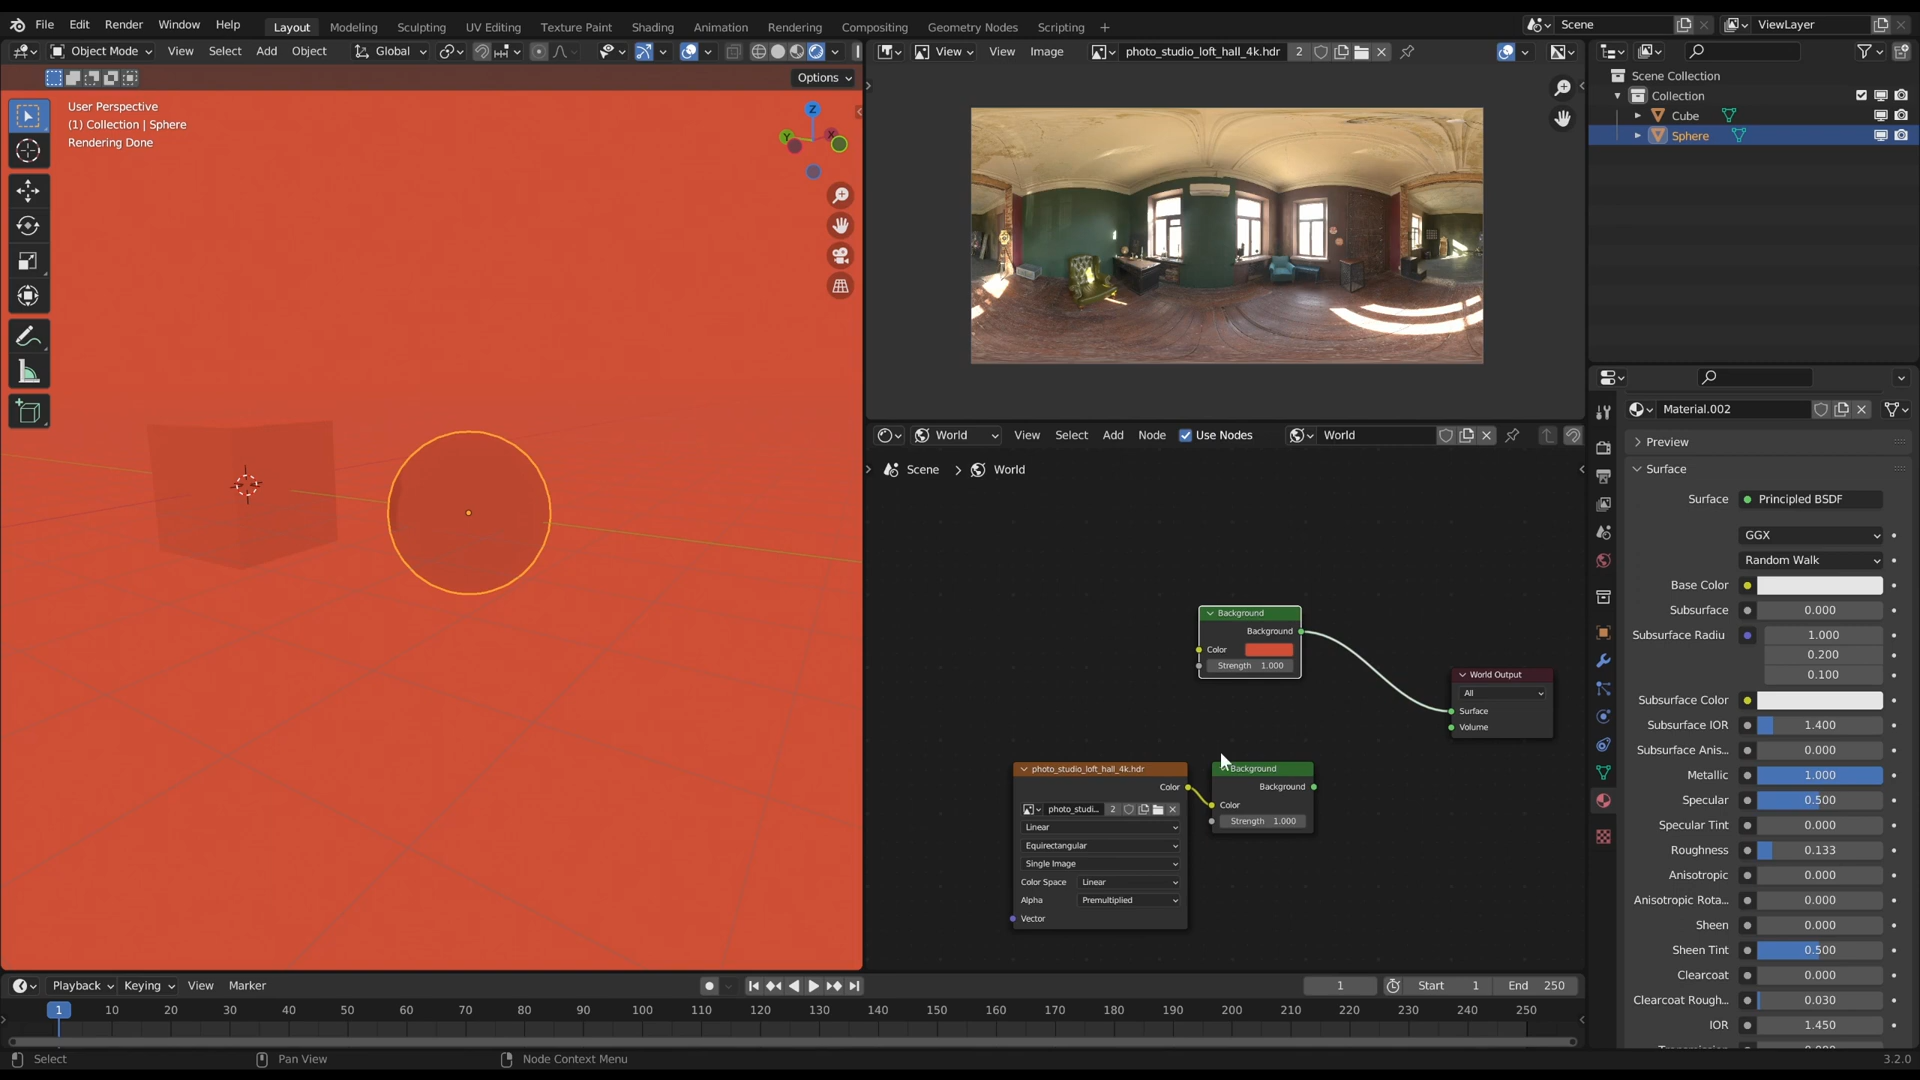 File Edit Render Window Help Layout Modeling Sculpting UV Editing Texture Paint Shading Animation Rendering Compositing Geometry Nodes Scripting + Scene ViewLayer
Object Mode View Select Add Object Global
Options
User Perspective
(1) Collection | Sphere
Rendering Done
Z
Y
X
View View Image photo_studio_loft_hall_4k.hdr 2
World View Select Add Node Use Nodes World
Scene > World
Background
Background
Color
Strength 1.000
World Output
All
Surface
Volume
photo_studio_loft_hall_4k.hdr
Color
photo_studi... 2
Linear
Equirectangular
Single Image
Color Space Linear
Alpha Premultiplied
Vector
Background
Background
Color
Strength 1.000
Scene Collection
Collection
Cube
Sphere
Material.002
Preview
Surface
Surface Principled BSDF
GGX
Random Walk
Base Color
Subsurface 0.000
Subsurface Radiu 1.000
0.200
0.100
Subsurface Color
Subsurface IOR 1.400
Subsurface Anis... 0.000
Metallic 1.000
Specular 0.500
Specular Tint 0.000
Roughness 0.133
Anisotropic 0.000
Anisotropic Rota... 0.000
Sheen 0.000
Sheen Tint 0.500
Clearcoat 0.000
Clearcoat Rough... 0.030
IOR 1.450
Playback Keying View Marker 1 Start 1 End 250
1 10 20 30 40 50 60 70 80 90 100 110 120 130 140 150 160 170 180 190 200 210 220 230 240 250
Select Pan View Node Context Menu 3.2.0